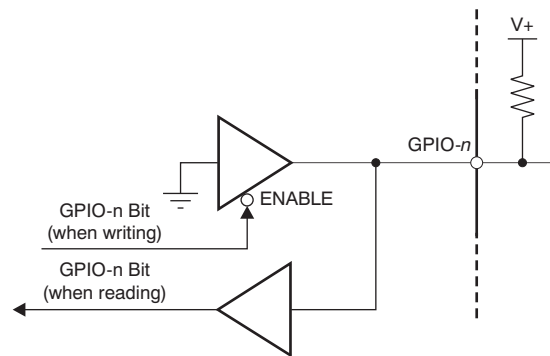 V+
GPIO-n
ENABLE
GPIO-n Bit
(when writing)
GPIO-n Bit
(when reading)